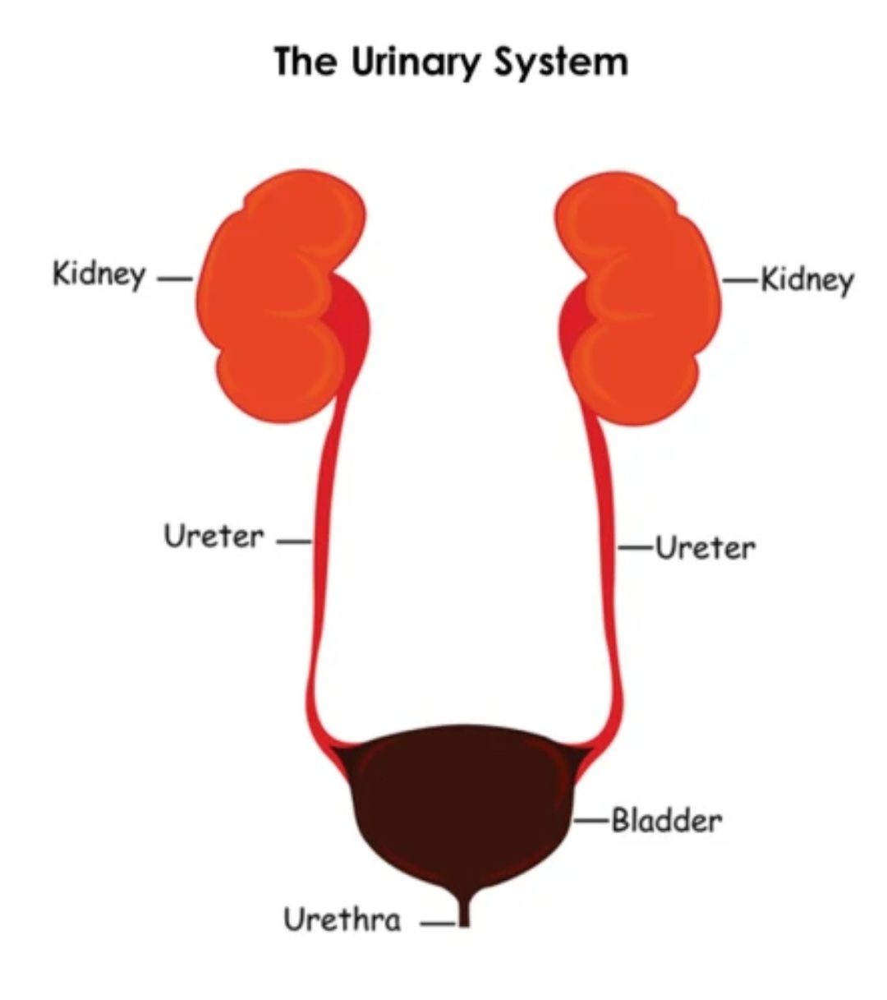 The Urinary System
Kidney
Kidney
Ureter
Ureter
Bladder
Urethra